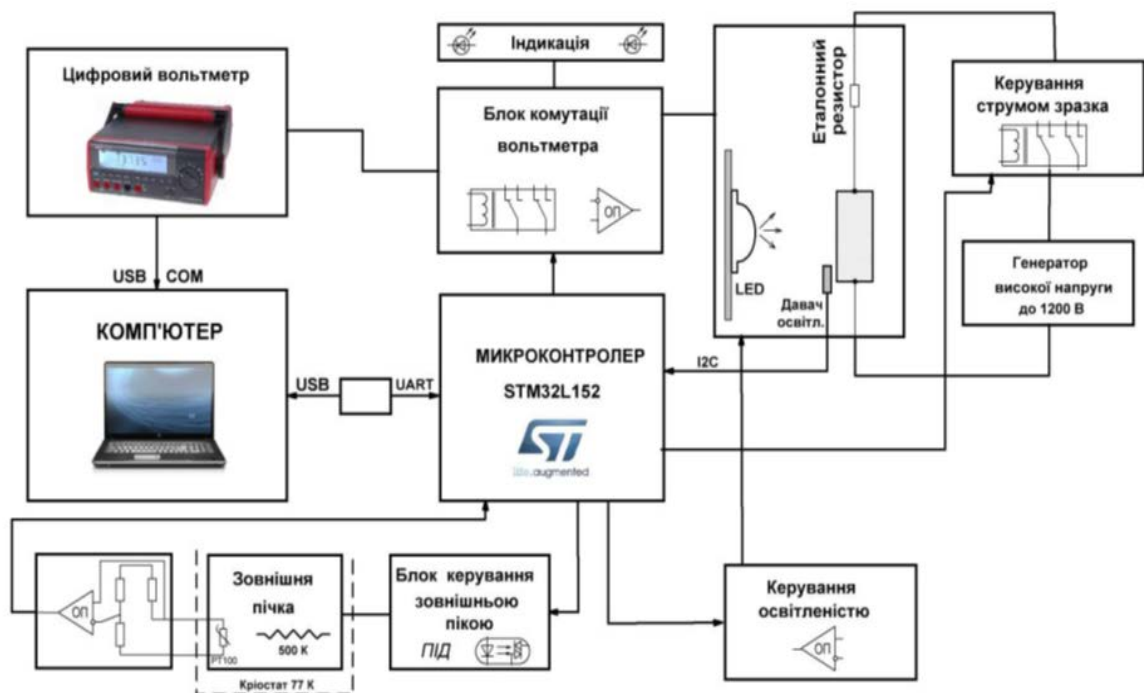 Індикація
Цифровий вольтметр
Блок комутації
вольтметра
ОП
Еталонний
резистор
Керування
струмом зразка
LED
Давач
освітл.
Генератор
високої напруги
до 1200 В
USB COM
КОМП'ЮТЕР
USB
UART
МИКРОКОНТРОЛЕР
STM32L152
ST
life.augmented
I2C
ОП
PT100
Зовнішня
пічка
500 К
Кріостат 77 К
Блок керування
зовнішньою
пікою
ПІД
Керування
освітленістю
ОП